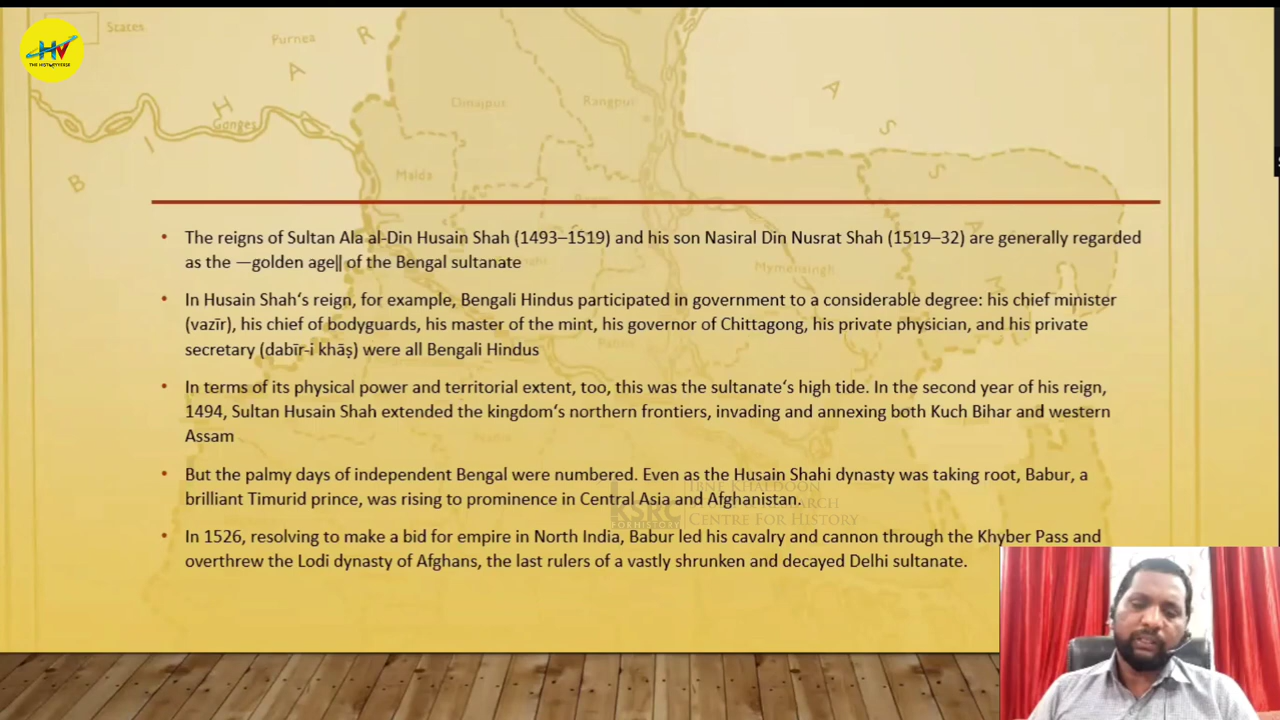 States
Purnea
R
A
H
Ganges
I
B
Dinajpur
Rangpur
Malda
A
S
S
A
M
Mymensingh
HV
THE HISTORYVERSE
• The reigns of Sultan Ala al-Din Husain Shah (1493–1519) and his son Nasiral Din Nusrat Shah (1519–32) are generally regarded
as the ―golden age‖ of the Bengal sultanate
• In Husain Shah‘s reign, for example, Bengali Hindus participated in government to a considerable degree: his chief minister
(vazīr), his chief of bodyguards, his master of the mint, his governor of Chittagong, his private physician, and his private
secretary (dabīr-i khāṣ) were all Bengali Hindus
• In terms of its physical power and territorial extent, too, this was the sultanate‘s high tide. In the second year of his reign,
1494, Sultan Husain Shah extended the kingdom‘s northern frontiers, invading and annexing both Kuch Bihar and western
Assam
• But the palmy days of independent Bengal were numbered. Even as the Husain Shahi dynasty was taking root, Babur, a
brilliant Timurid prince, was rising to prominence in Central Asia and Afghanistan.
KSRC
FOR HISTORY
IBNE KHALDOON
CENTRE FOR HISTORY
• In 1526, resolving to make a bid for empire in North India, Babur led his cavalry and cannon through the Khyber Pass and
overthrew the Lodi dynasty of Afghans, the last rulers of a vastly shrunken and decayed Delhi sultanate.